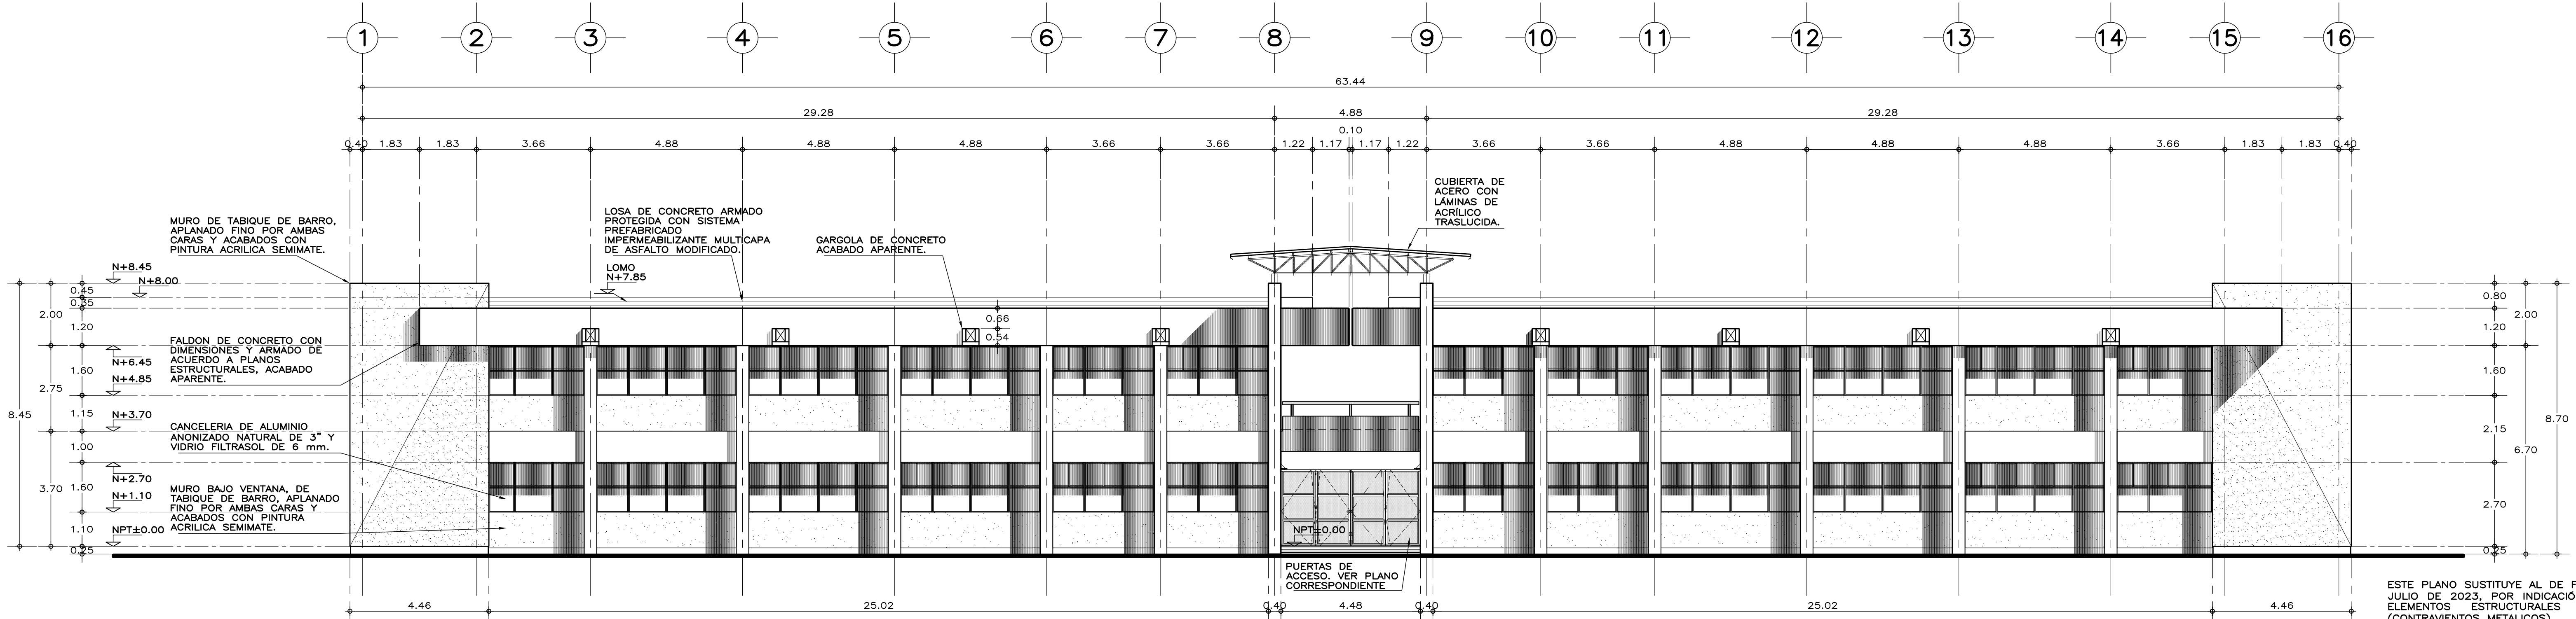 1 2 3 4 5 6 7 8 9 10 11 12 13 14 15 16
63.44
29.28 4.88 29.28
0.10
0.40 1.83 1.83 3.66 4.88 4.88 4.88 3.66 3.66 1.22 1.17 1.17 1.22 3.66 3.66 4.88 4.88 4.88 3.66 1.83 1.83 0.40
MURO DE TABIQUE DE BARRO,
APLANADO FINO POR AMBAS
CARAS Y ACABADOS CON
PINTURA ACRILICA SEMIMATE.
LOSA DE CONCRETO ARMADO
PROTEGIDA CON SISTEMA
PREFABRICADO
IMPERMEABILIZANTE MULTICAPA
DE ASFALTO MODIFICADO.
GARGOLA DE CONCRETO
ACABADO APARENTE.
CUBIERTA DE
ACERO CON
LÁMINAS DE
ACRÍLICO
TRASLUCIDA.
LOMO
N+7.85
N+8.45
N+8.00
FALDON DE CONCRETO CON
DIMENSIONES Y ARMADO DE
ACUERDO A PLANOS
ESTRUCTURALES, ACABADO
APARENTE.
N+6.45
N+4.85
N+3.70
CANCELERIA DE ALUMINIO
ANONIZADO NATURAL DE 3" Y
VIDRIO FILTRASOL DE 6 mm.
N+2.70
N+1.10
MURO BAJO VENTANA, DE
TABIQUE DE BARRO, APLANADO
FINO POR AMBAS CARAS Y
ACABADOS CON PINTURA
ACRILICA SEMIMATE.
NPT±0.00
8.45
2.00
2.75
3.70
0.45
0.35
1.20
1.60
1.15
1.00
1.60
1.10
0.25
0.66
0.54
NPT±0.00
PUERTAS DE
ACCESO. VER PLANO
CORRESPONDIENTE
0.80
1.20
1.60
2.15
2.70
0.25
2.00
6.70
8.70
4.46 25.02 0.40 4.48 0.40 25.02 4.46
ESTE PLANO SUSTITUYE AL DE
JULIO DE 2023, POR
ELEMENTOS ESTRUCTURALES
(CONTRAVIENTOS METALICOS)